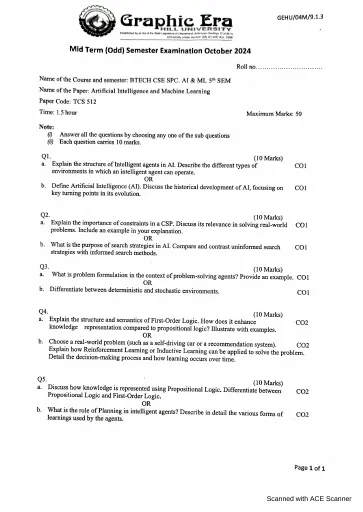 GEHU/04M/9.1.3
Graphic Era
HILL UNIVERSITY
Mid Term (Odd) Semester Examination October 2024
Roll no..............................
Name of the Course and semester: BTECH CSE SPC. AI & ML 5th SEM
Name of the Paper: Artificial Intelligence and Machine Learning
Paper Code: TCS 512
Time: 1.5 hour Maximum Marks: 50
Note:
(i) Answer all the questions by choosing any one of the sub questions
(ii) Each question carries 10 marks.
Q1. (10 Marks)
a. Explain the structure of Intelligent agents in AI. Describe the different types of CO1
environments in which an intelligent agent can operate.
OR
b. Define Artificial Intelligence (AI). Discuss the historical development of AI, focusing on CO1
key turning points in its evolution.
Q2. (10 Marks)
a. Explain the importance of constraints in a CSP. Discuss its relevance in solving real-world CO1
problems. Include an example in your explanation.
OR
b. What is the purpose of search strategies in AI. Compare and contrast uninformed search CO1
strategies with informed search methods.
Q3. (10 Marks)
a. What is problem formulation in the context of problem-solving agents? Provide an example. CO1
OR
b. Differentiate between deterministic and stochastic environments. CO1
Q4. (10 Marks)
a. Explain the structure and semantics of First-Order Logic. How does it enhance CO2
knowledge representation compared to propositional logic? Illustrate with examples.
OR
b. Choose a real-world problem (such as a self-driving car or a recommendation system). CO2
Explain how Reinforcement Learning or Inductive Learning can be applied to solve the problem.
Detail the decision-making process and how learning occurs over time.
Q5. (10 Marks)
a. Discuss how knowledge is represented using Propositional Logic. Differentiate between CO2
Propositional Logic and First-Order Logic.
OR
b. What is the role of Planning in intelligent agents? Describe in detail the various forms of CO2
learnings used by the agents.
Page 1 of 1
Scanned with ACE Scanner